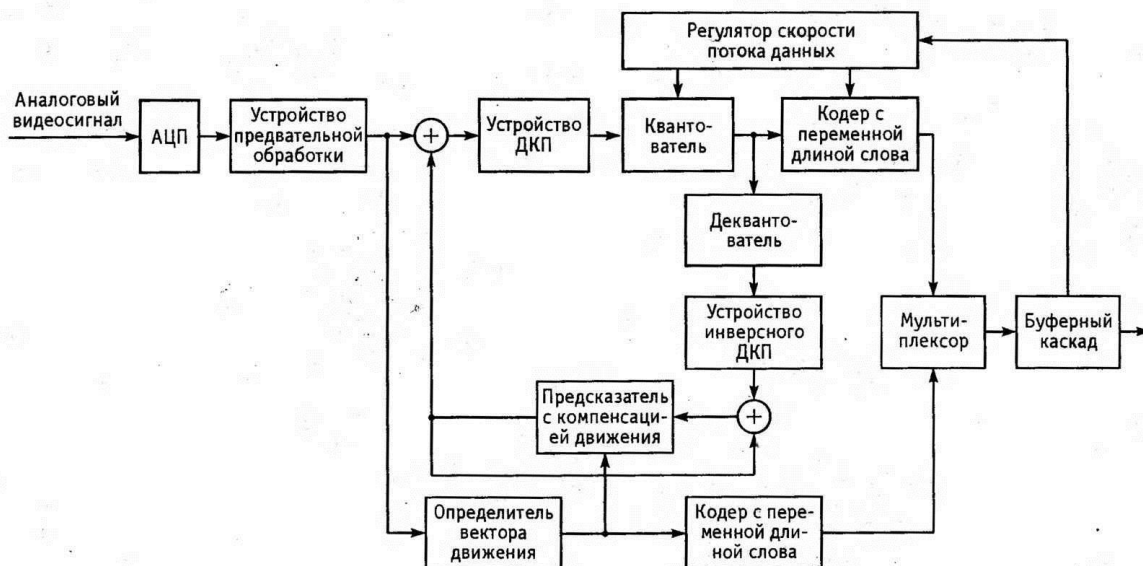 Регулятор скорости
потока данных
Аналоговый
видеосигнал
АЦП
Устройство
предвательной
обработки
Устройство
ДКП
Кванто-
ватель
Кодер с
переменной
длиной слова
Декванто-
ватель
Устройство
инверсного
ДКП
Мульти-
плексор
Буферный
каскад
Предсказатель
с компенсаци-
ей движения
Определитель
вектора
движения
Кодер с пере-
менной дли-
ной слова